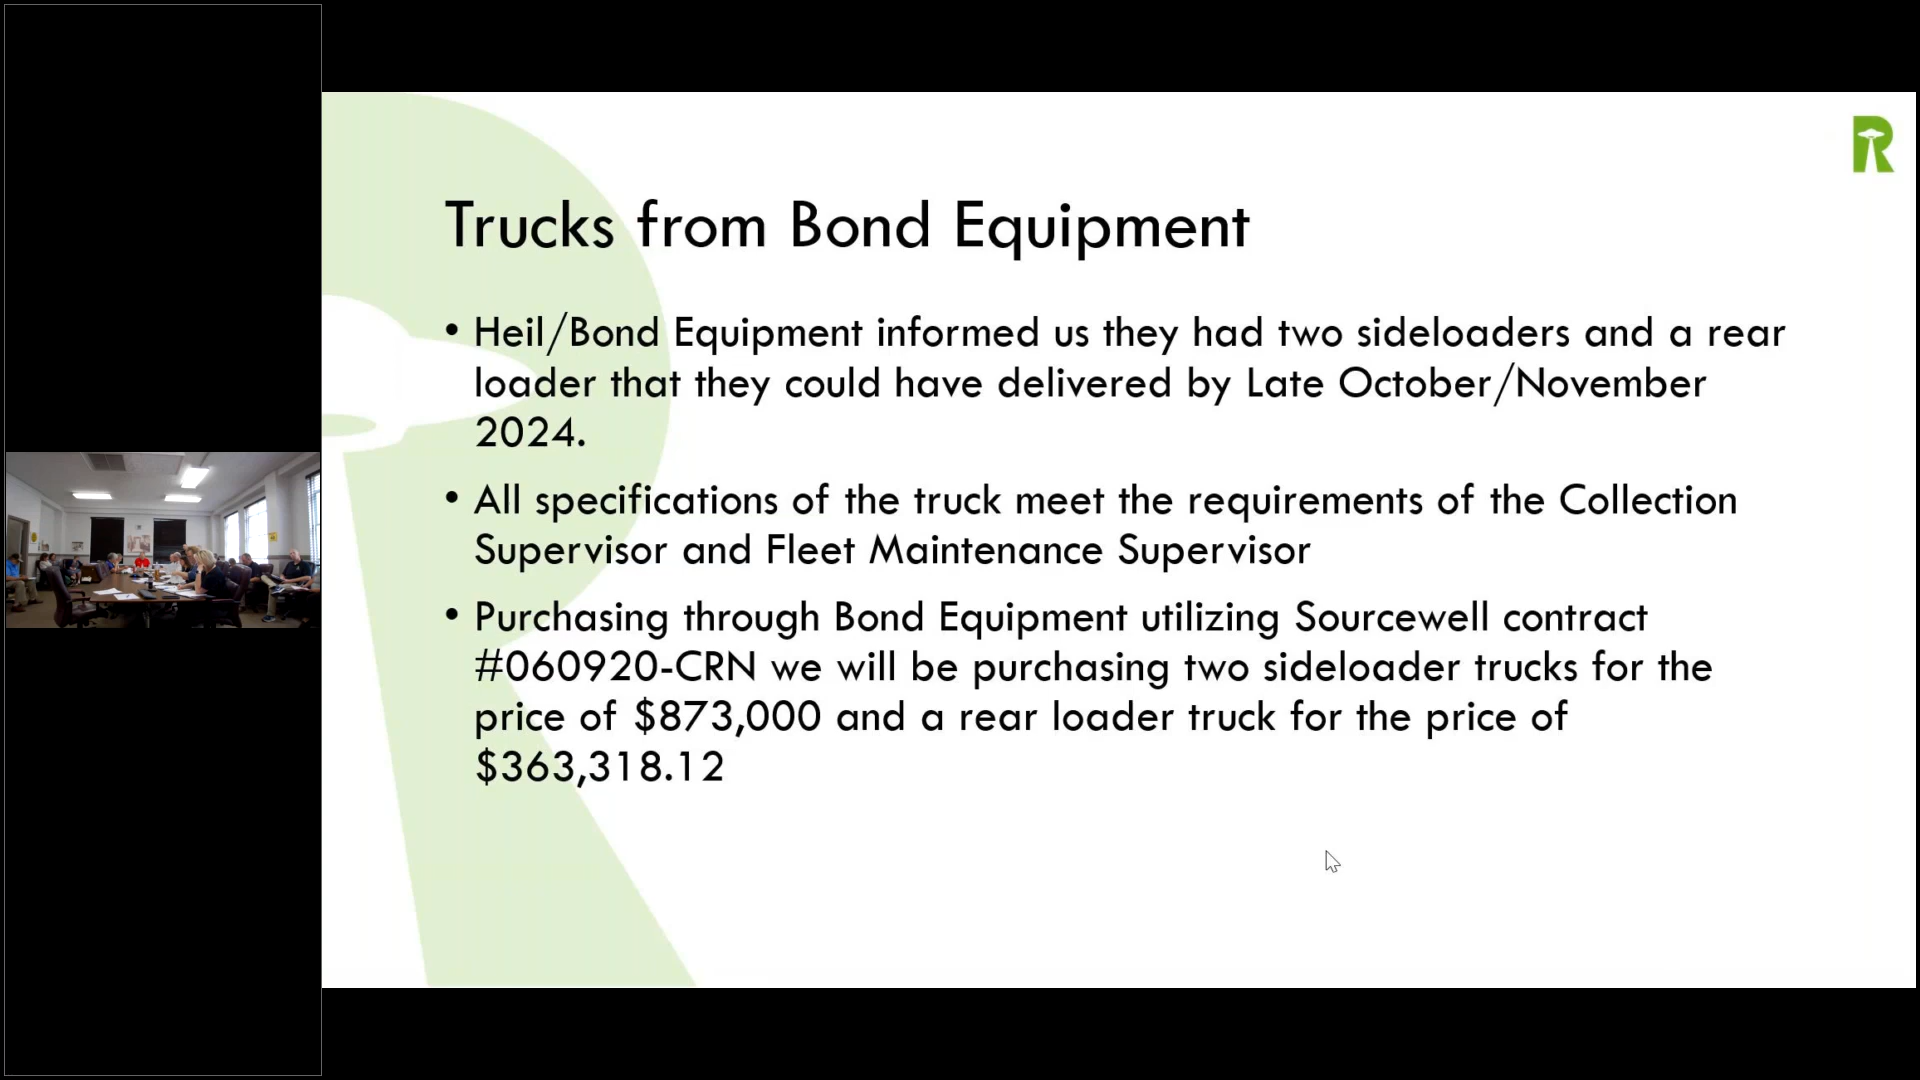 R
Trucks from Bond Equipment
• Heil/Bond Equipment informed us they had two sideloaders and a rear
loader that they could have delivered by Late October/November
2024.
• All specifications of the truck meet the requirements of the Collection
Supervisor and Fleet Maintenance Supervisor
• Purchasing through Bond Equipment utilizing Sourcewell contract
#060920-CRN we will be purchasing two sideloader trucks for the
price of $873,000 and a rear loader truck for the price of
$363,318.12